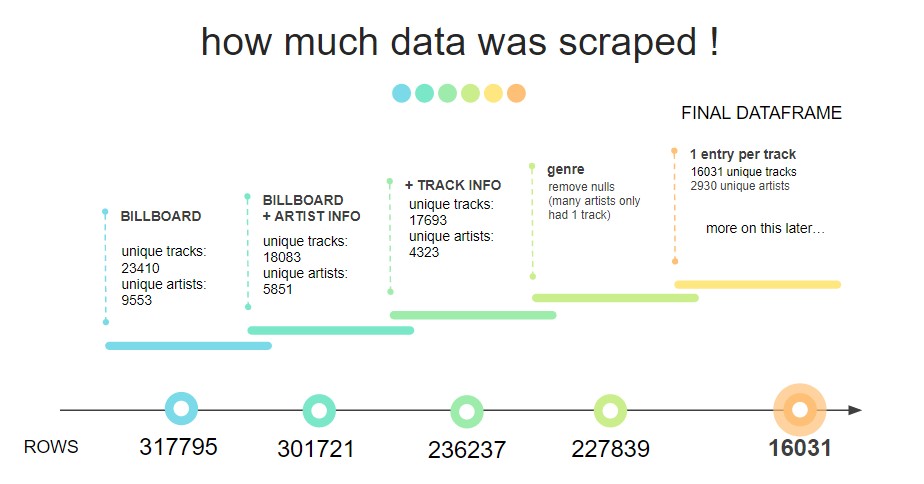 how much data was scraped !
FINAL DATAFRAME
BILLBOARD
unique tracks:
23410
unique artists:
9553
BILLBOARD
+ ARTIST INFO
unique tracks:
18083
unique artists:
5851
+ TRACK INFO
unique tracks:
17693
unique artists:
4323
genre
remove nulls
(many artists only
had 1 track)
1 entry per track
16031 unique tracks
2930 unique artists
more on this later…
ROWS
317795
301721
236237
227839
16031